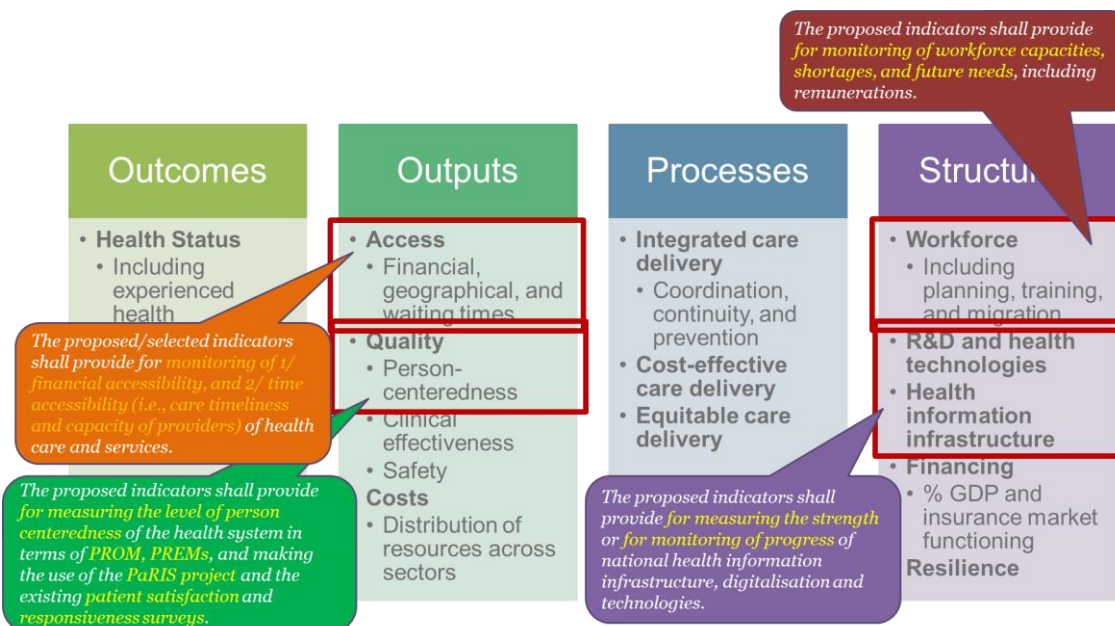 The proposed indicators shall provide
for monitoring of workforce capacities,
shortages, and future needs, including
remunerations.
Outcomes
• Health Status
• Including
experienced
health
Outputs
• Access
• Financial,
geographical, and
waiting times
• Quality
• Person-
centeredness
• Clinical
effectiveness
• Safety
Costs
• Distribution of
resources across
sectors
Processes
• Integrated care
delivery
• Coordination,
continuity, and
prevention
• Cost-effective
care delivery
• Equitable care
delivery
Structu
• Workforce
• Including
planning, training,
and migration
• R&D and health
technologies
• Health
information
infrastructure
• Financing
• % GDP and
insurance market
functioning
Resilience
The proposed/selected indicators
shall provide for monitoring of 1/
financial accessibility, and 2/ time
accessibility (i.e., care timeliness
and capacity of providers) of health
care and services.
The proposed indicators shall provide
for measuring the level of person
centeredness of the health system in
terms of PROM, PREMs, and making
the use of the PaRIS project and the
existing patient satisfaction and
responsiveness surveys.
The proposed indicators shall
provide for measuring the strength
or for monitoring of progress of
national health information
infrastructure, digitalisation and
technologies.